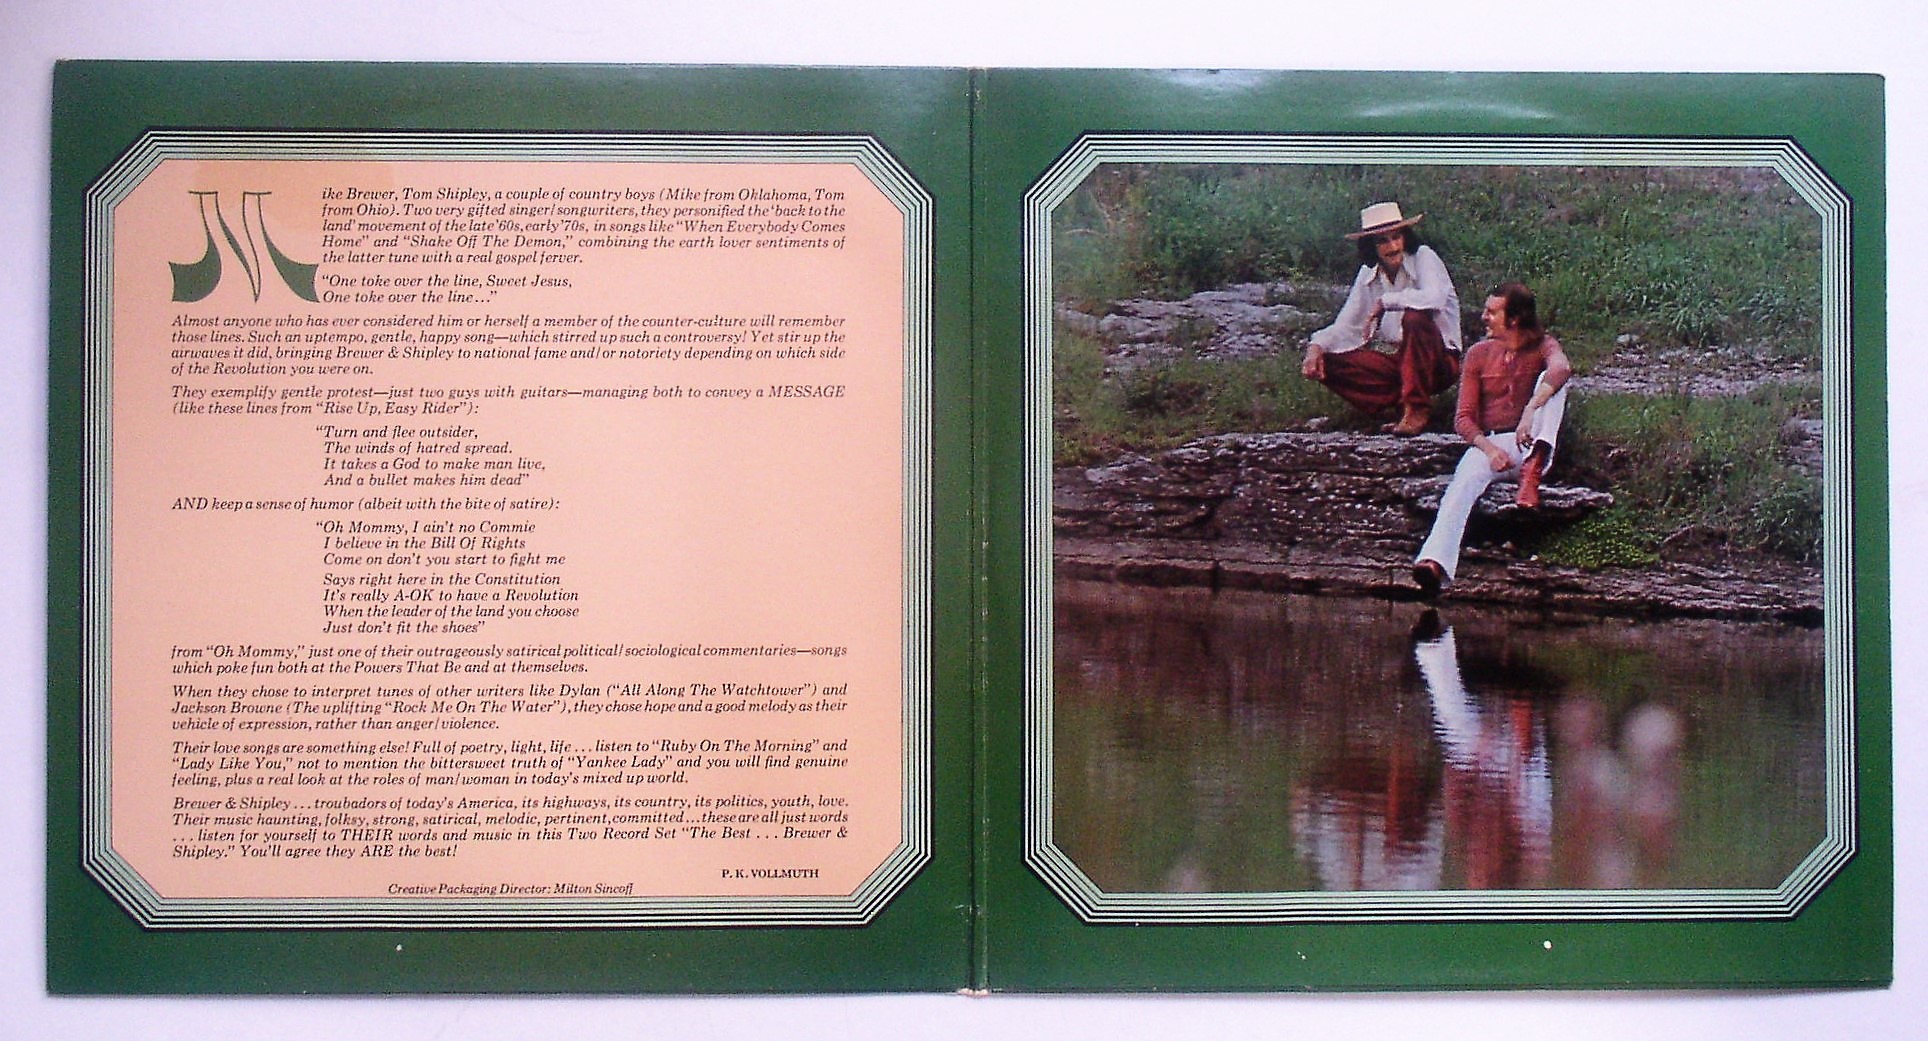 Mike Brewer, Tom Shipley, a couple of country boys (Mike from Oklahoma, Tom
from Ohio). Two very gifted singer/songwriters, they personified the 'back to the
land' movement of the late '60s, early '70s, in songs like "When Everybody Comes
Home" and "Shake Off The Demon," combining the earth lover sentiments of
the latter tune with a real gospel ferver.
"One toke over the line, Sweet Jesus,
One toke over the line..."
Almost anyone who has ever considered him or herself a member of the counter-culture will remember
those lines. Such an uptempo, gentle, happy song—which stirred up such a controversy! Yet stir up the
airwaves it did, bringing Brewer & Shipley to national fame and/or notoriety depending on which side
of the Revolution you were on.
They exemplify gentle protest—just two guys with guitars—managing both to convey a MESSAGE
(like these lines from "Rise Up, Easy Rider"):
"Turn and flee outsider,
The winds of hatred spread.
It takes a God to make man live,
And a bullet makes him dead"
AND keep a sense of humor (albeit with the bite of satire):
"Oh Mommy, I ain't no Commie
I believe in the Bill Of Rights
Come on don't you start to fight me
Says right here in the Constitution
It's really A-OK to have a Revolution
When the leader of the land you choose
Just don't fit the shoes"
from "Oh Mommy," just one of their outrageously satirical political/sociological commentaries—songs
which poke fun both at the Powers That Be and at themselves.
When they chose to interpret tunes of other writers like Dylan ("All Along The Watchtower") and
Jackson Browne (The uplifting "Rock Me On The Water"), they chose hope and a good melody as their
vehicle of expression, rather than anger/violence.
Their love songs are something else! Full of poetry, light, life... listen to "Ruby On The Morning" and
"Lady Like You," not to mention the bittersweet truth of "Yankee Lady" and you will find genuine
feeling, plus a real look at the roles of man/woman in today's mixed up world.
Brewer & Shipley... troubadors of today's America, its highways, its country, its politics, youth, love.
Their music haunting, folksy, strong, satirical, melodic, pertinent, committed... these are all just words
... listen for yourself to THEIR words and music in this Two Record Set "The Best... Brewer &
Shipley." You'll agree they ARE the best!
P. K. VOLLMUTH
Creative Packaging Director: Milton Sincoff